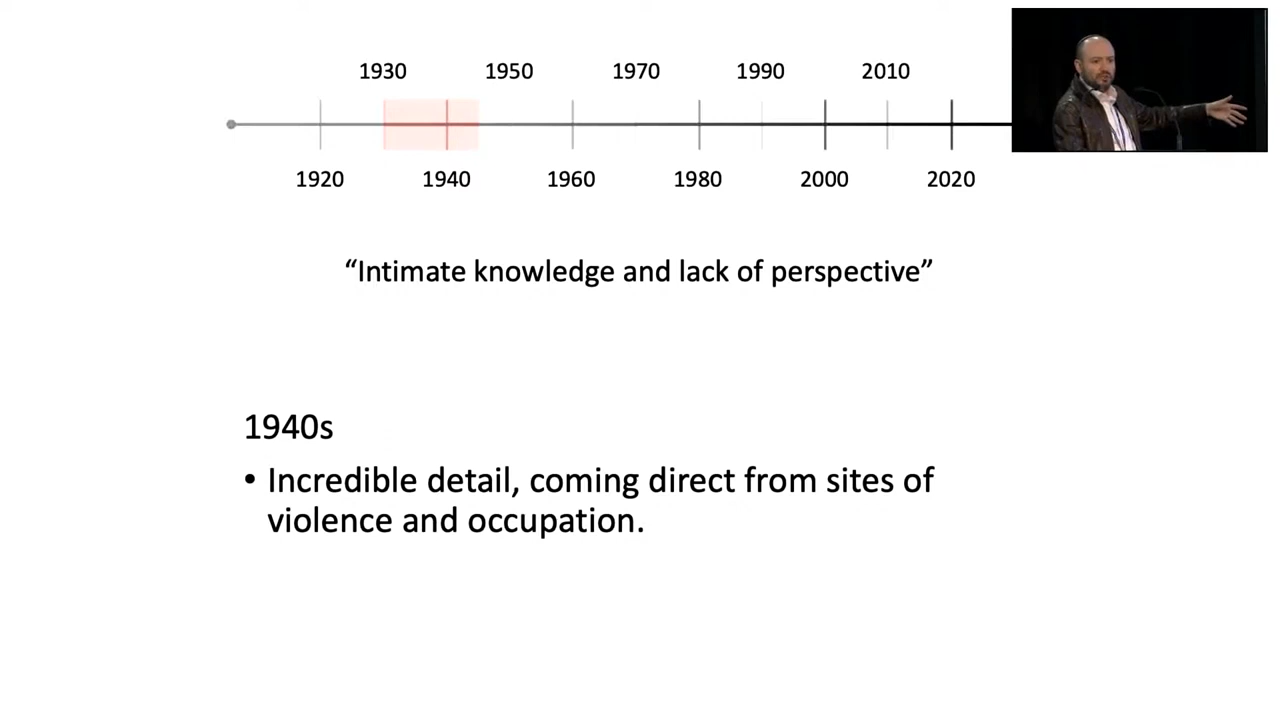 1930 1950 1970 1990 2010
1920 1940 1960 1980 2000 2020
“Intimate knowledge and lack of perspective”
1940s
• Incredible detail, coming direct from sites of
violence and occupation.